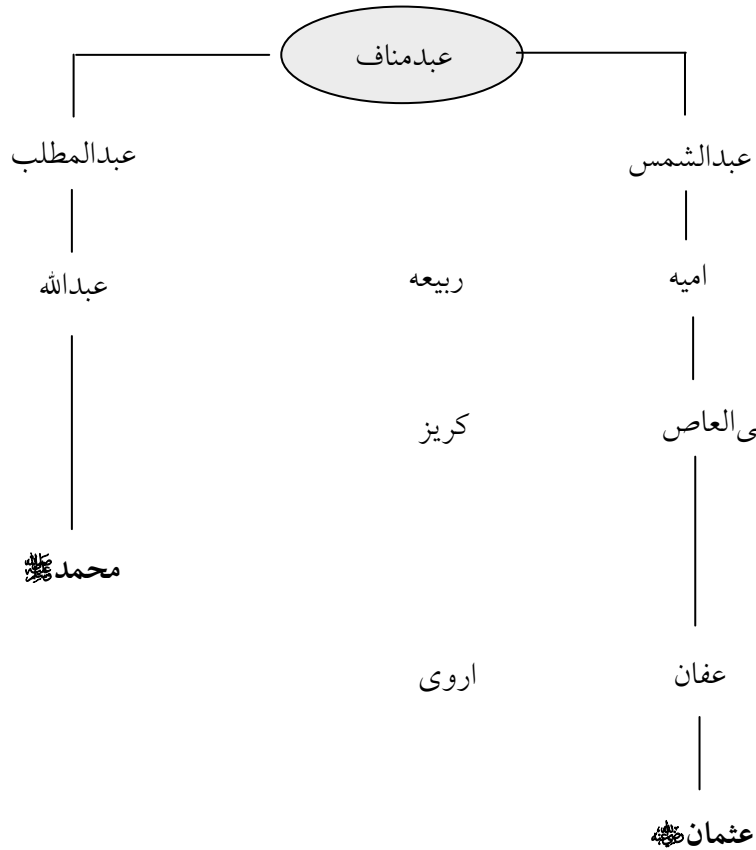 عبدمناف
عبدالشمس
عبدالمطلب
امیه
ربیعه
عبدالله
ی‌العاص
کریز
محمدﷺ
عفان
اروی
عثمان